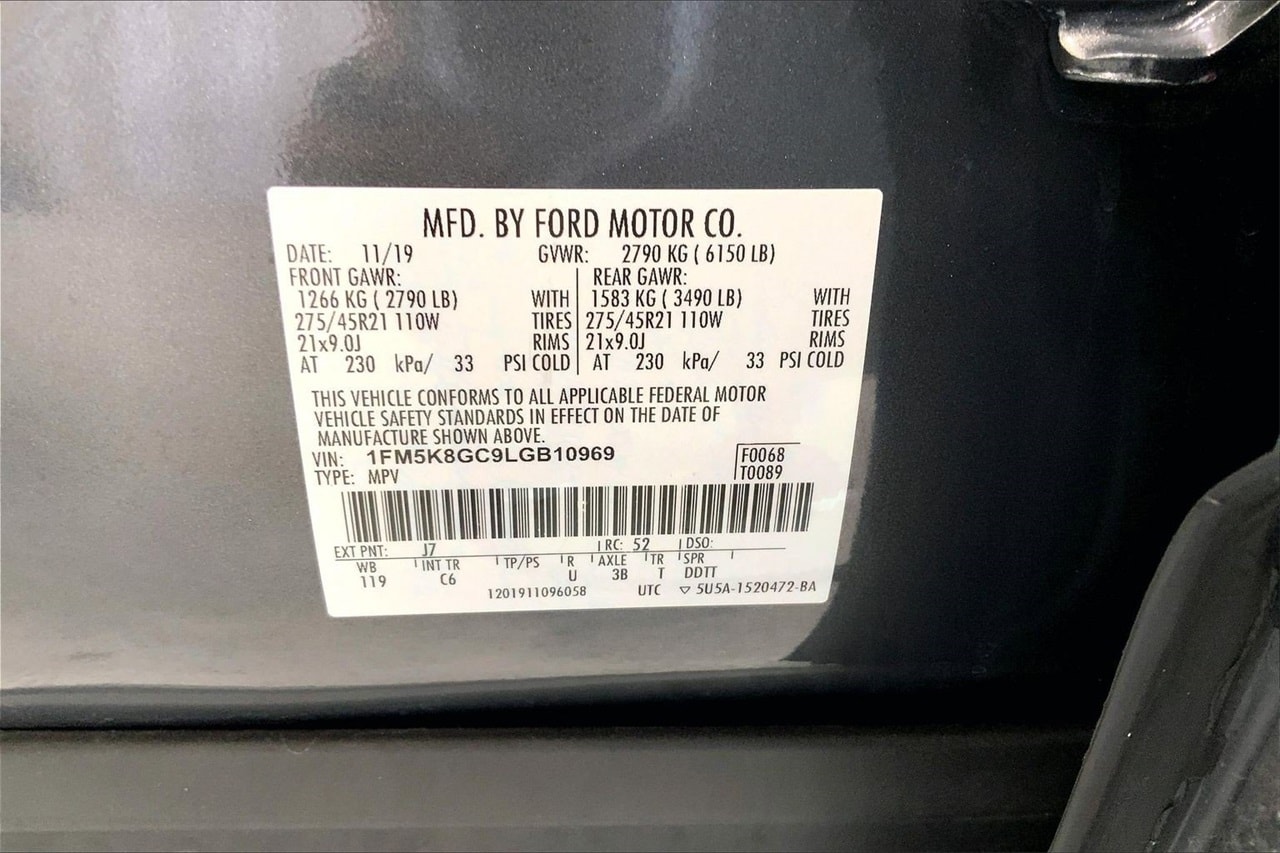 MFD. BY FORD MOTOR CO.
DATE: 11/19 GVWR: 2790 KG ( 6150 LB)
FRONT GAWR: REAR GAWR:
1266 KG ( 2790 LB) WITH 1583 KG ( 3490 LB) WITH
275/45R21 110W TIRES 275/45R21 110W TIRES
21x9.0J RIMS 21x9.0J RIMS
AT 230 kPa/ 33 PSI COLD AT 230 kPa/ 33 PSI COLD
THIS VEHICLE CONFORMS TO ALL APPLICABLE FEDERAL MOTOR
VEHICLE SAFETY STANDARDS IN EFFECT ON THE DATE OF
MANUFACTURE SHOWN ABOVE.
VIN: 1FM5K8GC9LGB10969 F0068
TYPE: MPV T0089
EXT PNT: J7 RC: 52 DSO:
WB INT TR TP/PS R AXLE TR SPR
119 C6 U 3B T DDTT
1201911096058 UTC ▽ 5U5A-1520472-BA